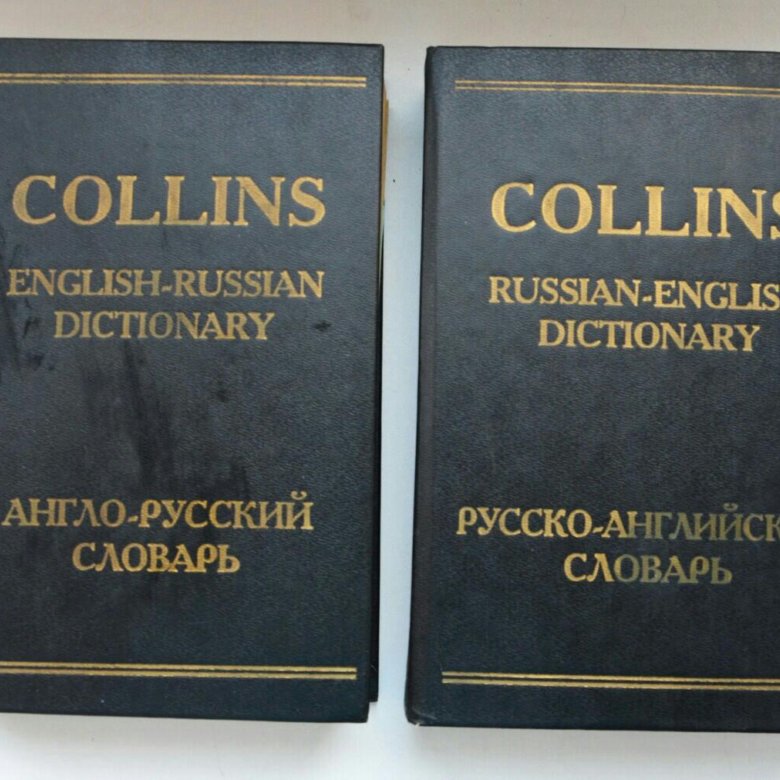 COLLINS
ENGLISH-RUSSIAN
DICTIONARY
АНГЛО-РУССКИЙ
СЛОВАРЬ
COLLINS
RUSSIAN-ENGLIS
DICTIONARY
РУССКО-АНГЛИЙСК
СЛОВАРЬ